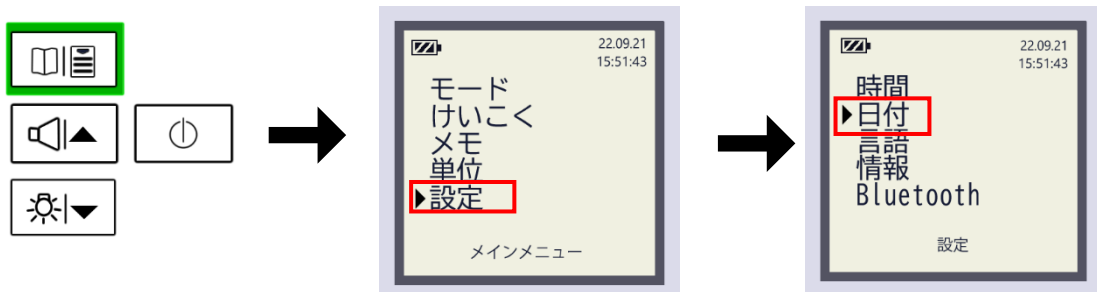 22.09.21
15:51:43
モード
けいこく
メモ
単位
設定
メインメニュー
22.09.21
15:51:43
時間
日付
言語
情報
Bluetooth
設定